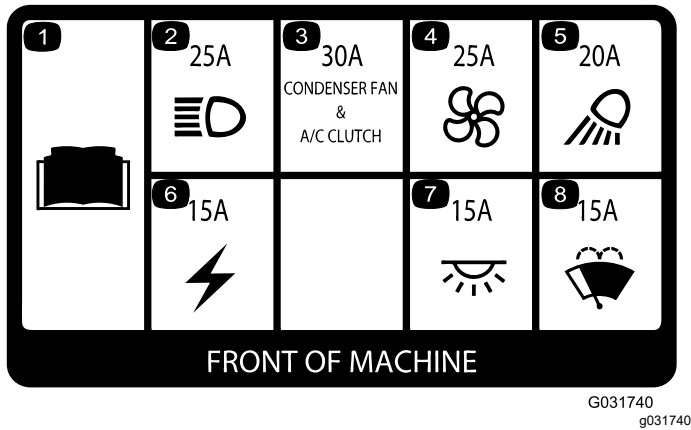 1
2
25A
3
30A
CONDENSER FAN
&
A/C CLUTCH
4
25A
5
20A
6
15A
7
15A
8
15A
FRONT OF MACHINE
G031740
g031740